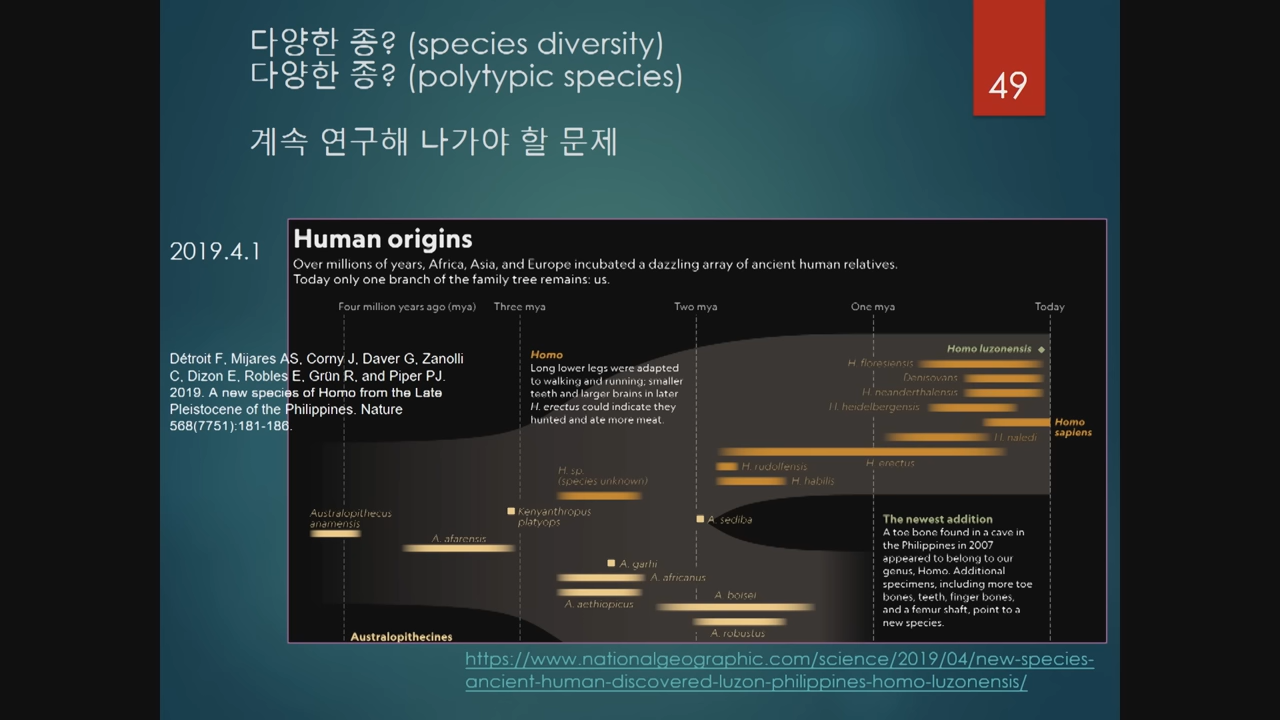 다양한 종? (species diversity)
다양한 종? (polytypic species)
49
계속 연구해 나가야 할 문제
2019.4.1
Human origins
Over millions of years, Africa, Asia, and Europe incubated a dazzling array of ancient human relatives.
Today only one branch of the family tree remains: us.
Four million years ago (mya)
Three mya
Two mya
One mya
Today
Détroit F, Mijares AS, Corny J, Daver G, Zanolli
C, Dizon E, Robles E, Grün R, and Piper PJ.
2019. A new species of Homo from the Late
Pleistocene of the Philippines. Nature
568(7751):181-186.
Homo
Long lower legs were adapted
to walking and running; smaller
teeth and larger brains in later
H. erectus could indicate they
hunted and ate more meat.
Homo luzonensis
H. floresiensis
Denisovans
H. neanderthalensis
H. heidelbergensis
Homo
sapiens
H. naledi
H. erectus
H. rudolfensis
H. habilis
H. sp.
(species unknown)
Kenyanthropus
platyops
A. sediba
Australopithecus
anamensis
A. afarensis
A. garhi
A. africanus
A. aethiopicus
A. boisei
A. robustus
Australopithecines
The newest addition
A toe bone found in a cave in
the Philippines in 2007
appeared to belong to our
genus, Homo. Additional
specimens, including more toe
bones, teeth, finger bones,
and a femur shaft, point to a
new species.
https://www.nationalgeographic.com/science/2019/04/new-species-
ancient-human-discovered-luzon-philippines-homo-luzonensis/